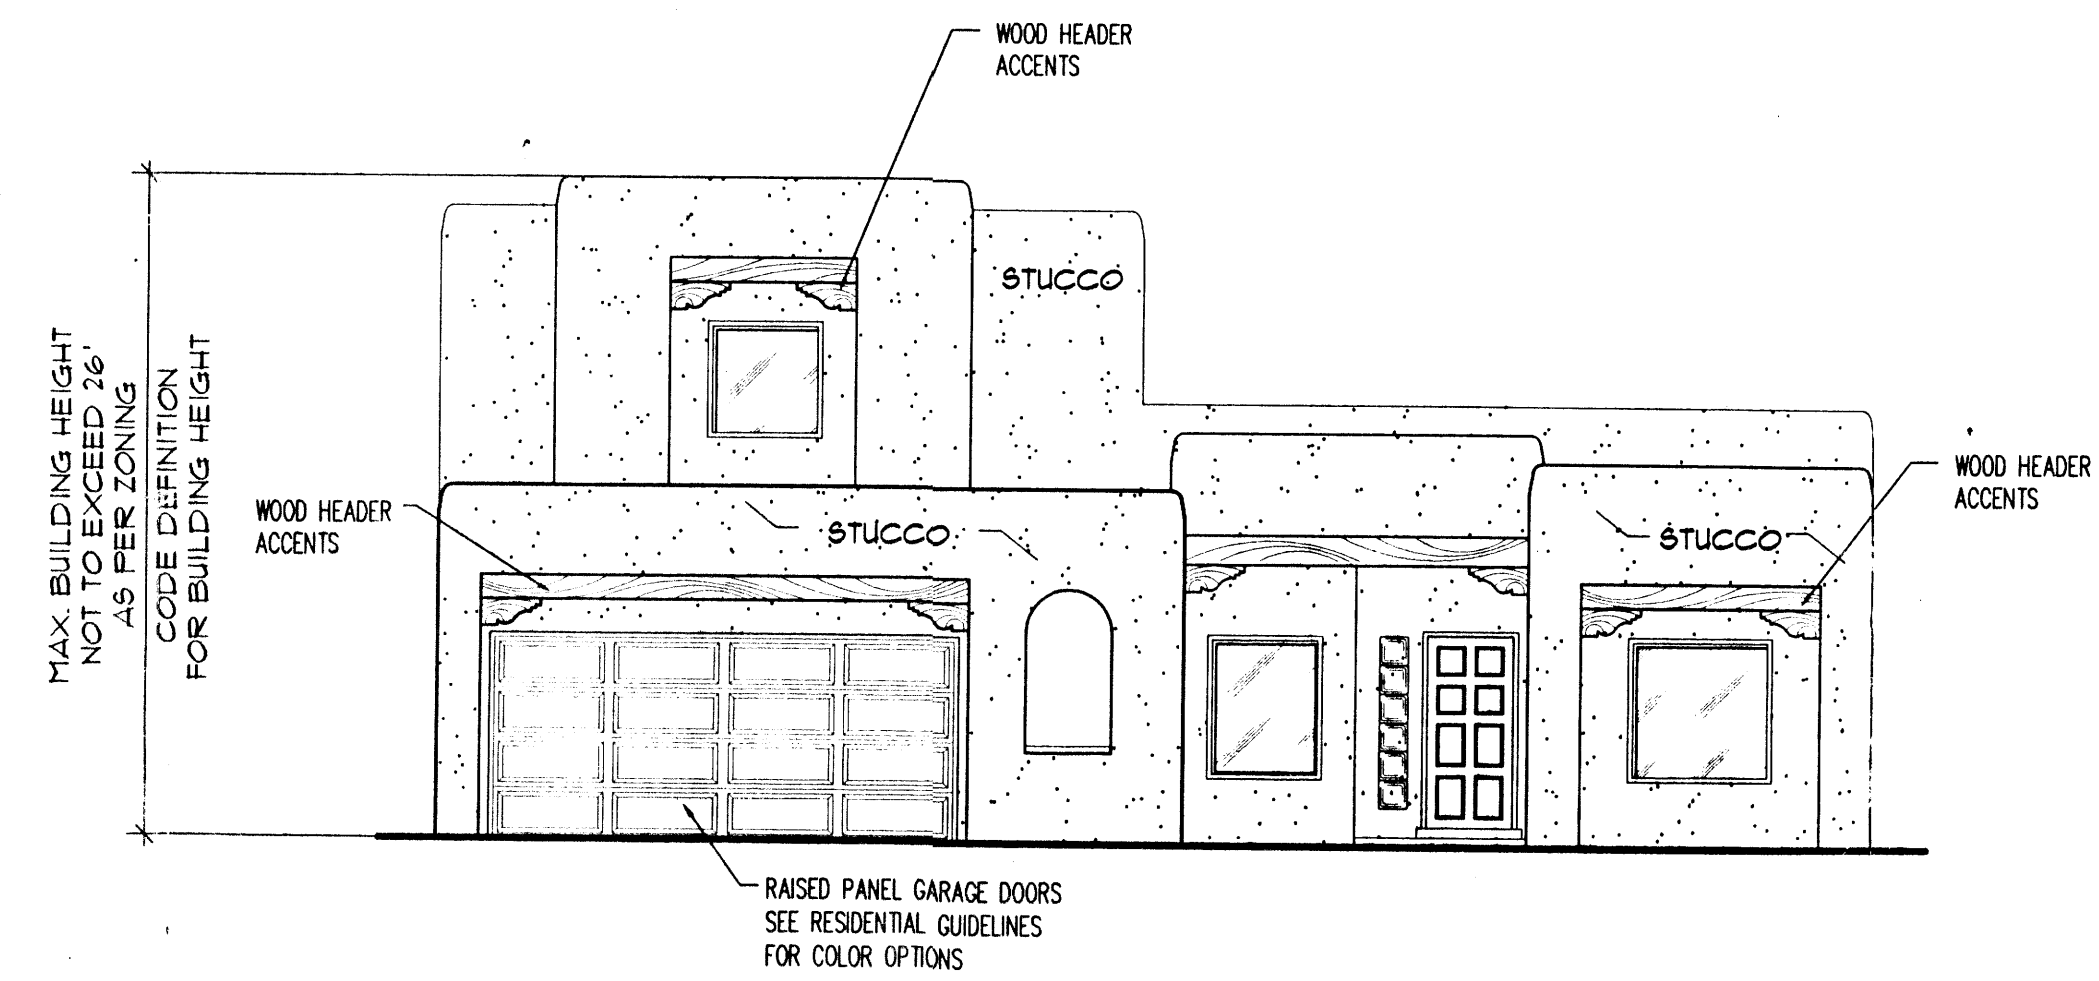 WOOD HEADER
ACCENTS
STUCCO
MAX. BUILDING HEIGHT
NOT TO EXCEED 26'
AS PER ZONING
CODE DEFINITION
FOR BUILDING HEIGHT
WOOD HEADER
ACCENTS
STUCCO
STUCCO
WOOD HEADER
ACCENTS
RAISED PANEL GARAGE DOORS
SEE RESIDENTIAL GUIDELINES
FOR COLOR OPTIONS